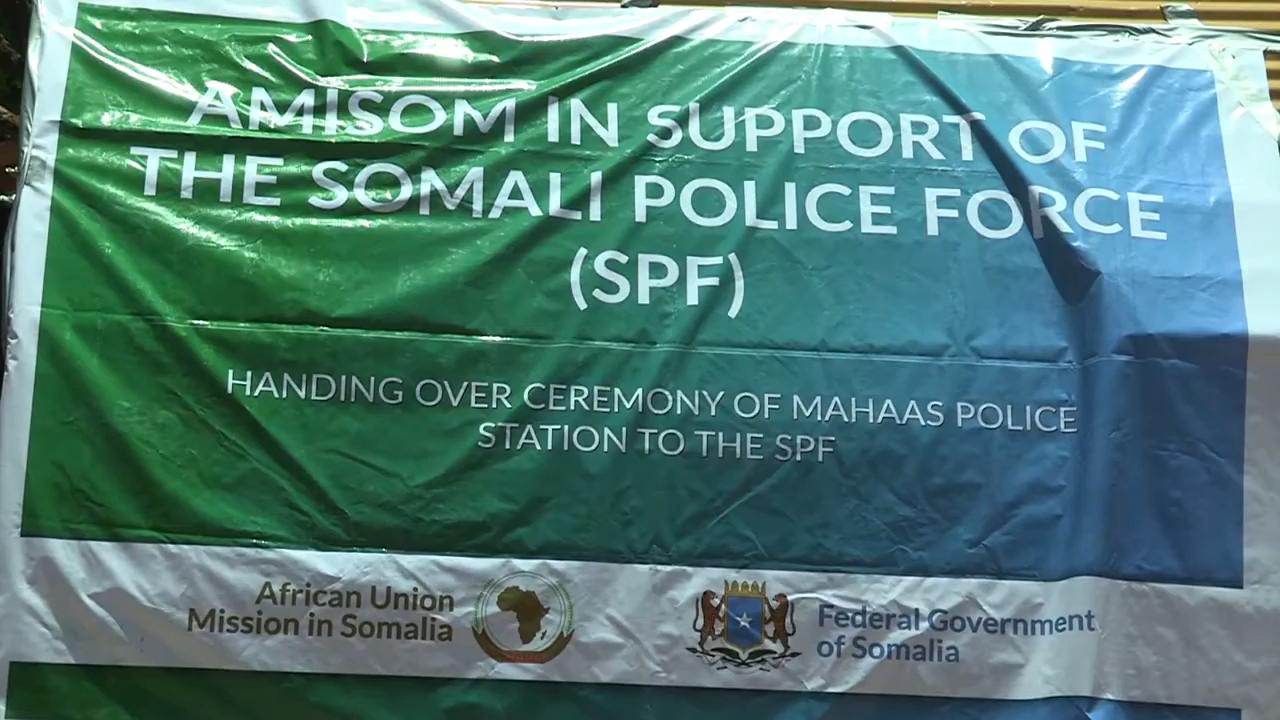 AMISOM IN SUPPORT OF
THE SOMALI POLICE FORCE
(SPF)
HANDING OVER CEREMONY OF MAHAAS POLICE
STATION TO THE SPF
African Union
Mission in Somalia
Federal Government
of Somalia